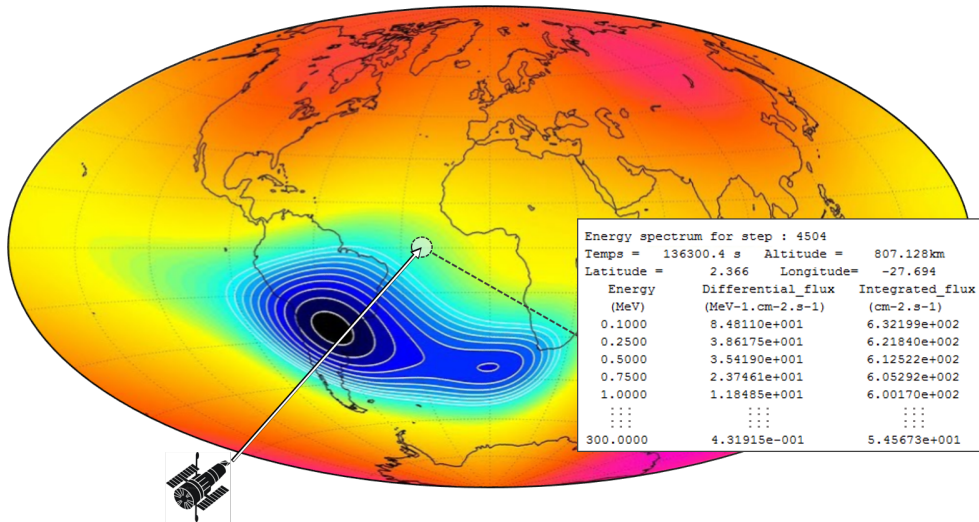 Energy spectrum for step : 4504
Temps = 136300.4 s Altitude = 807.128km
Latitude = 2.366 Longitude= -27.694
Energy Differential_flux Integrated_flux
(MeV) (MeV-1.cm-2.s-1) (cm-2.s-1)
0.1000 8.48110e+001 6.32199e+002
0.2500 3.86175e+001 6.21840e+002
0.5000 3.54190e+001 6.12522e+002
0.7500 2.37461e+001 6.05292e+002
1.0000 1.18485e+001 6.00170e+002
300.0000 4.31915e-001 5.45673e+001